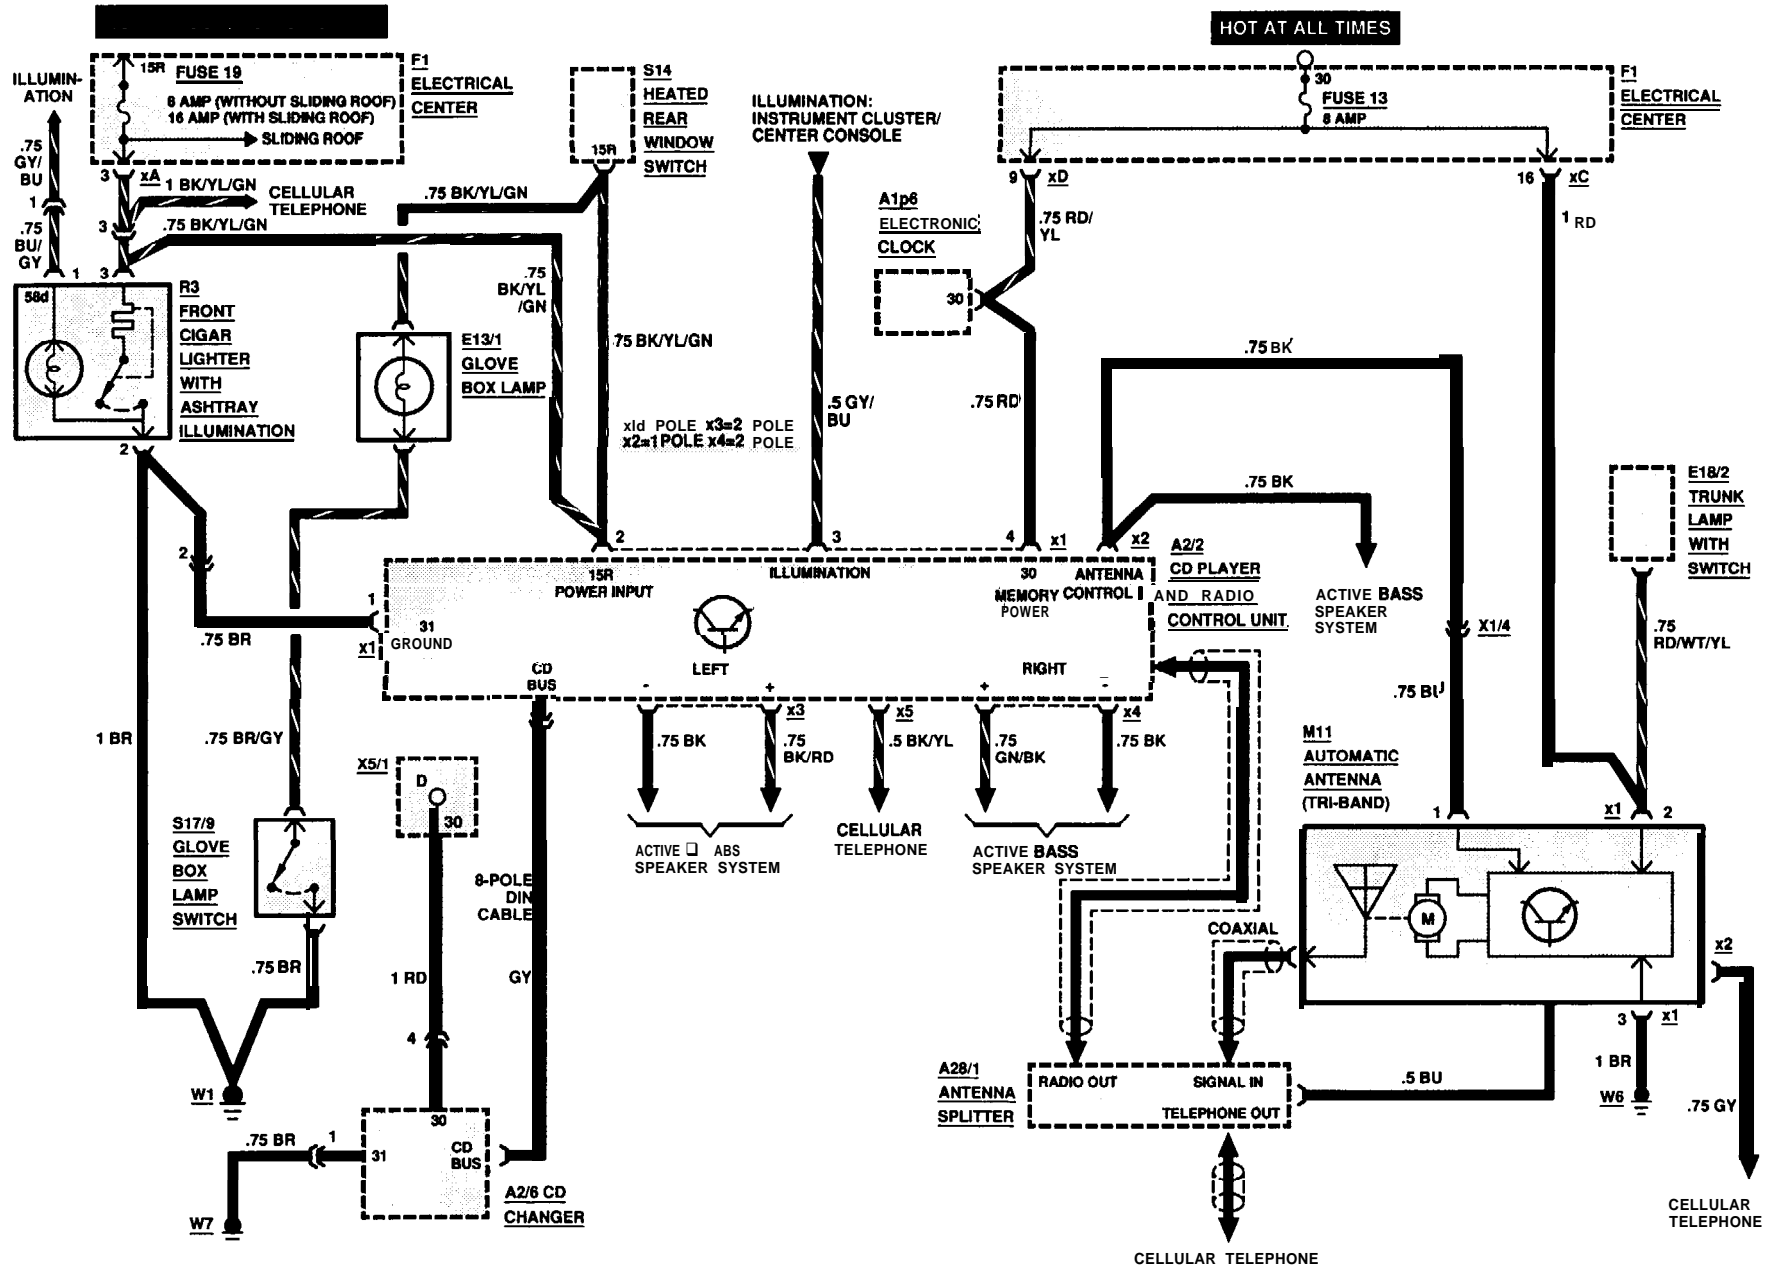 HOT AT ALL TIMES
ILLUMIN-
ATION
15R
FUSE 19
8 AMP (WITHOUT SLIDING ROOF)
16 AMP (WITH SLIDING ROOF)
SLIDING ROOF
F1
ELECTRICAL
CENTER
S14
HEATED
REAR
WINDOW
SWITCH
15R
ILLUMINATION:
INSTRUMENT CLUSTER/
CENTER CONSOLE
30
FUSE 13
8 AMP
F1
ELECTRICAL
CENTER
.75
GY/
BU
1
.75
BU/
GY
1
3
xA
1 BK/YL/GN
CELLULAR
TELEPHONE
3
.75 BK/YL/GN
3
.75 BK/YL/GN
.75
BK/YL
/GN
.75 BK/YL/GN
9
xD
16
xC
A1p6
ELECTRONIC
CLOCK
30
.75 RD/
YL
1 RD
58d
R3
FRONT
CIGAR
LIGHTER
WITH
ASHTRAY
ILLUMINATION
E13/1
GLOVE
BOX LAMP
xld POLE x3=2 POLE
x2=1 POLE x4=2 POLE
.5 GY/
BU
.75 RD
.75 BK
.75 BK
2
2
E18/2
TRUNK
LAMP
WITH
SWITCH
2
3
4
x1
x2
A2/2
CD PLAYER
AND RADIO
CONTROL UNIT
15R
POWER INPUT
ILLUMINATION
30
MEMORY
POWER
ANTENNA
CONTROL
1
x1
31
GROUND
.75 BR
CD
BUS
LEFT
RIGHT
-
+
+
-
ACTIVE BASS
SPEAKER
SYSTEM
X1/4
.75
RD/WT/YL
.75 BU
1 BR
.75 BR/GY
X5/1
D
30
.75 BK
x3
.75
BK/RD
x5
.5 BK/YL
.75
GN/BK
x4
.75 BK
M11
AUTOMATIC
ANTENNA
(TRI-BAND)
1
x1
2
S17/9
GLOVE
BOX
LAMP
SWITCH
ACTIVE ❑ ABS
SPEAKER SYSTEM
CELLULAR
TELEPHONE
ACTIVE BASS
SPEAKER SYSTEM
8-POLE
DIN
CABLE
M
COAXIAL
x2
.75 BR
1 RD
GY
4
3
x1
W1
A28/1
ANTENNA
SPLITTER
RADIO OUT
SIGNAL IN
TELEPHONE OUT
.5 BU
1 BR
W6
.75 GY
.75 BR
1
31
30
CD
BUS
A2/6 CD
CHANGER
W7
CELLULAR
TELEPHONE
CELLULAR TELEPHONE